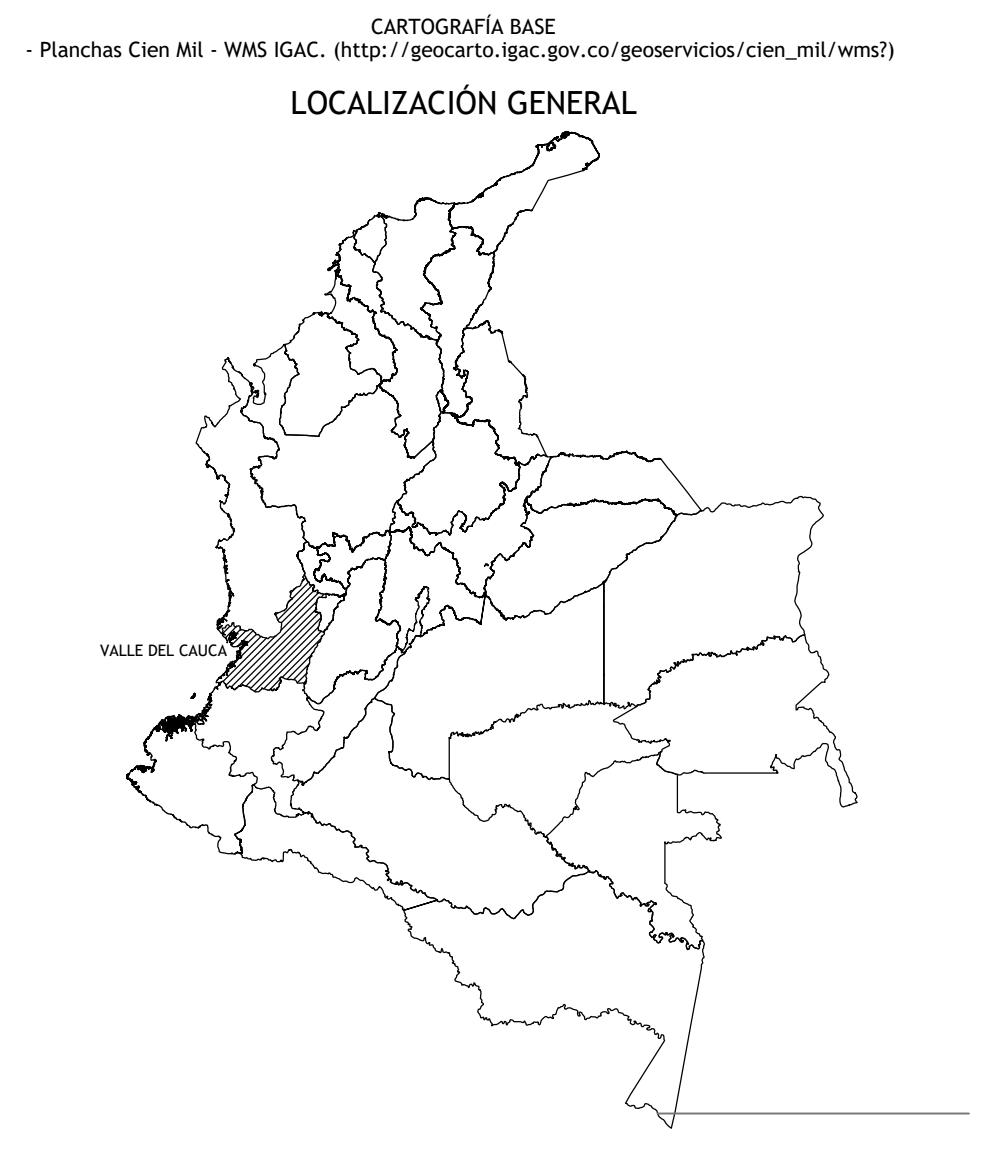 CARTOGRAFÍA BASE
- Planchas Cien Mil - WMS IGAC. (http://geocarto.igac.gov.co/geoservicios/cien_mil/wms?)
LOCALIZACIÓN GENERAL
VALLE DEL CAUCA